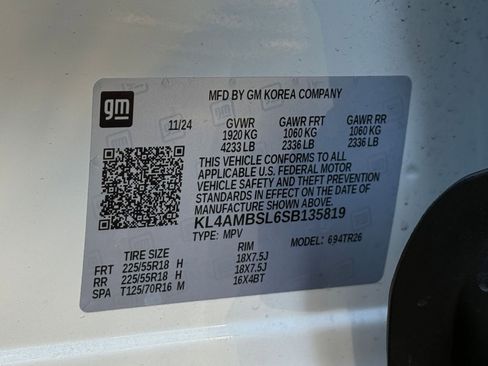 gm
MFD BY GM KOREA COMPANY
11/24 GVWR GAWR FRT GAWR RR
1920 KG 1060 KG 1060 KG
4233 LB 2336 LB 2336 LB
THIS VEHICLE CONFORMS TO ALL
APPLICABLE U.S. FEDERAL MOTOR
VEHICLE SAFETY AND THEFT PREVENTION
STANDARDS IN EFFECT ON THE DATE OF
MANUFACTURE SHOWN ABOVE.
KL4AMBSL6SB135819
TYPE: MPV MODEL: 694TR26
TIRE SIZE RIM
FRT 225/55R18 H 18X7.5J
RR 225/55R18 H 18X7.5J
SPA T125/70R16 M 16X4BT